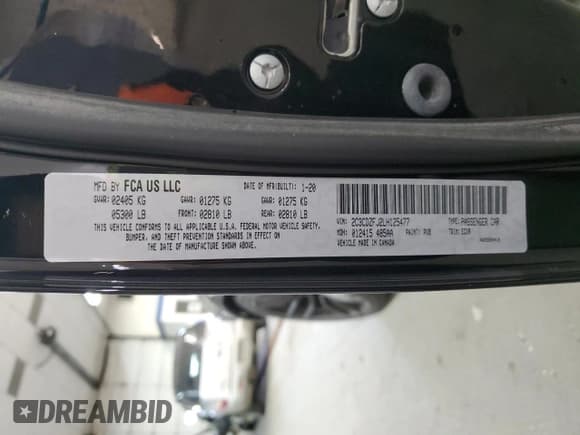 MFD BY FCA US LLC
DATE OF MFR(BUILT): 1-20
GVWR: 02405 KG GAWR: 01275 KG GAWR: 01275 KG
05300 LB FRONT: 02810 LB REAR: 02810 LB
THIS VEHICLE CONFORMS TO ALL APPLICABLE U.S.A. FEDERAL MOTOR VEHICLE SAFETY,
BUMPER, AND THEFT PREVENTION STANDARDS IN EFFECT ON
THE DATE OF MANUFACTURE SHOWN ABOVE.
VIN: 2C3CDZFJ2LH125477 TYPE: PASSENGER CAR
MDH: 012415 485AA PAINT: PUB TRIM:
VEHICLE MADE IN CANADA
DREAMBID